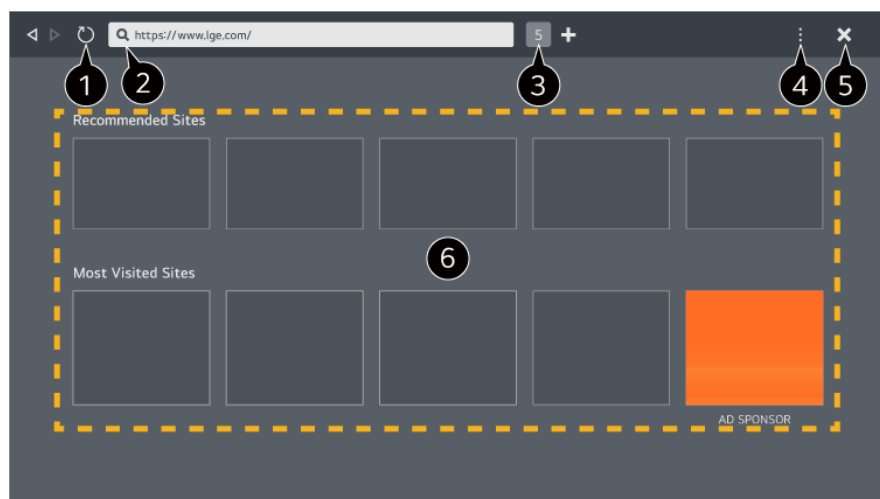 https://www.lge.com/ 5
1 2 3 4 5
Recommended Sites
6
Most Visited Sites
AD SPONSOR